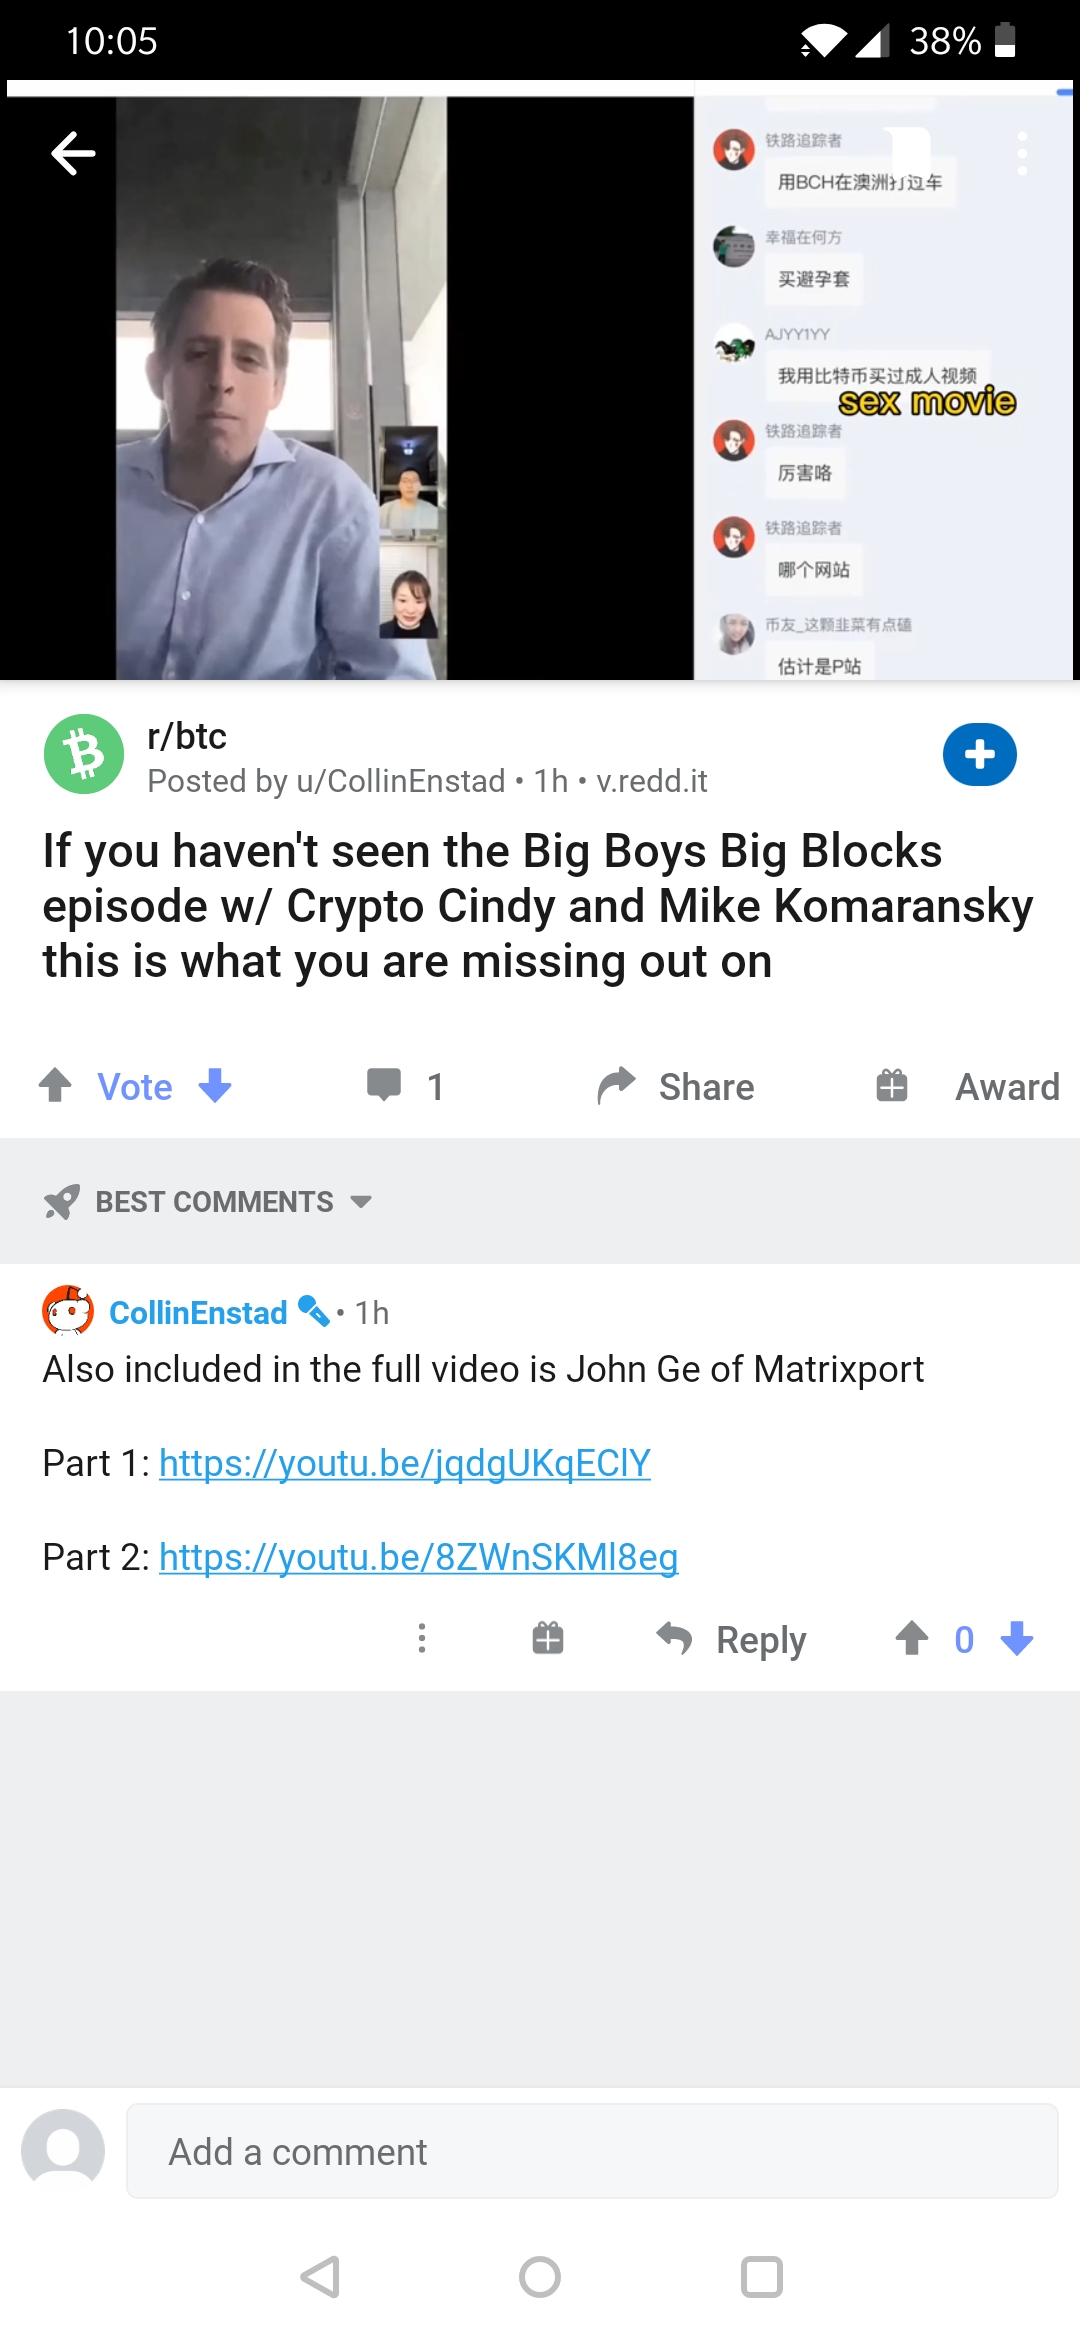 10:05
38%
铁路追踪者
用BCH在澳洲打过车
幸福在何方
买避孕套
AJYY1YY
我用比特币买过成人视频
sex movie
铁路追踪者
厉害咯
铁路追踪者
哪个网站
币友_这颗韭菜有点磕
估计是P站
r/btc
Posted by u/CollinEnstad • 1h • v.redd.it
If you haven't seen the Big Boys Big Blocks
episode w/ Crypto Cindy and Mike Komaransky
this is what you are missing out on
Vote
1
Share
Award
BEST COMMENTS
CollinEnstad • 1h
Also included in the full video is John Ge of Matrixport
Part 1: https://youtu.be/jqdgUKqEClY
Part 2: https://youtu.be/8ZWnSKMl8eg
Reply
0
Add a comment